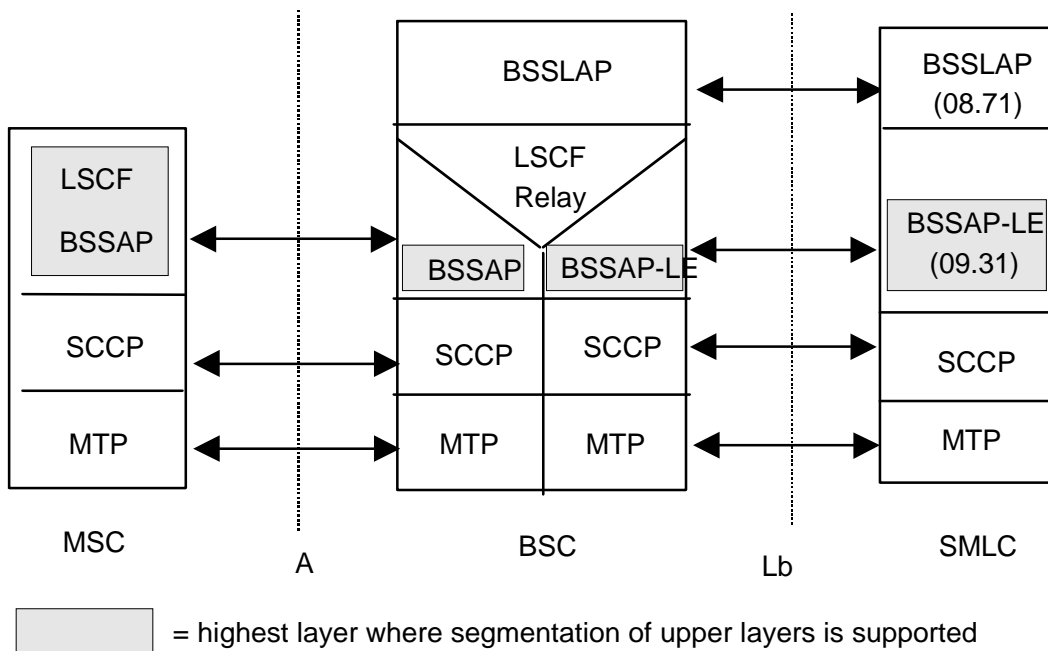 LSCF
BSSAP
SCCP
MTP
MSC
A
BSSLAP
LSCF
Relay
BSSAP
BSSAP-LE
SCCP
SCCP
MTP
MTP
BSC
Lb
BSSLAP
(08.71)
BSSAP-LE
(09.31)
SCCP
MTP
SMLC
= highest layer where segmentation of upper layers is supported